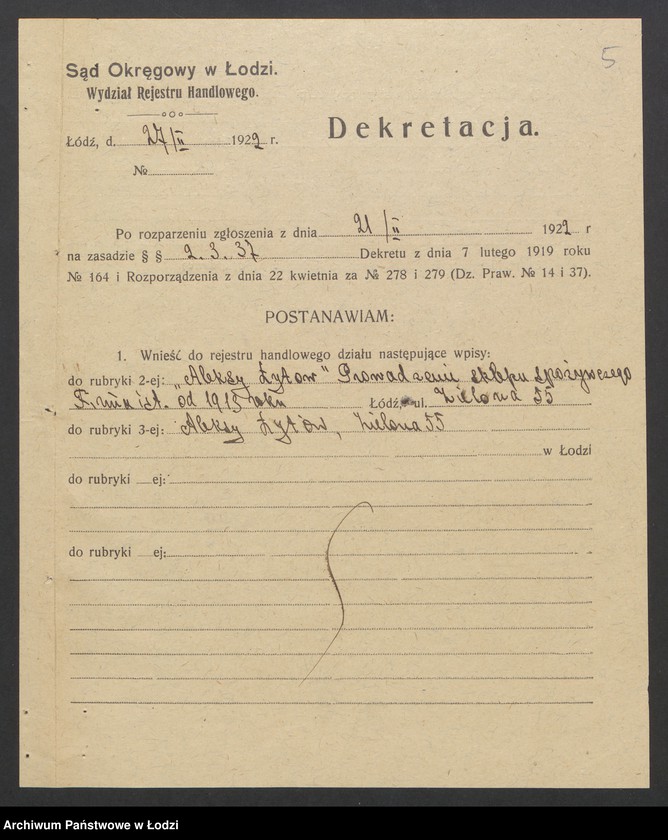 5
Sąd Okręgowy w Łodzi.
Wydział Rejestru Handlowego.
Dekretacja.
Łódź, d. 27/II 1922 r.
№
Po rozparzeniu zgłoszenia z dnia 21/II 1922 r
na zasadzie § § 2. 3. 37 Dekretu z dnia 7 lutego 1919 roku
№ 164 i Rozporządzenia z dnia 22 kwietnia za № 278 i 279 (Dz. Praw. № 14 i 37).
POSTANAWIAM:
1. Wnieść do rejestru handlowego działu następujące wpisy:
do rubryki 2-ej: „Aleksy Żytow" Prowadzenie sklepu spożywczego
Firma ist. od 1915 roku Łódź, ul. Zielona 55
do rubryki 3-ej: Aleksy Żytów, Zielona 55
w Łodzi
do rubryki ej:
do rubryki ej:
Archiwum Państwowe w Łodzi